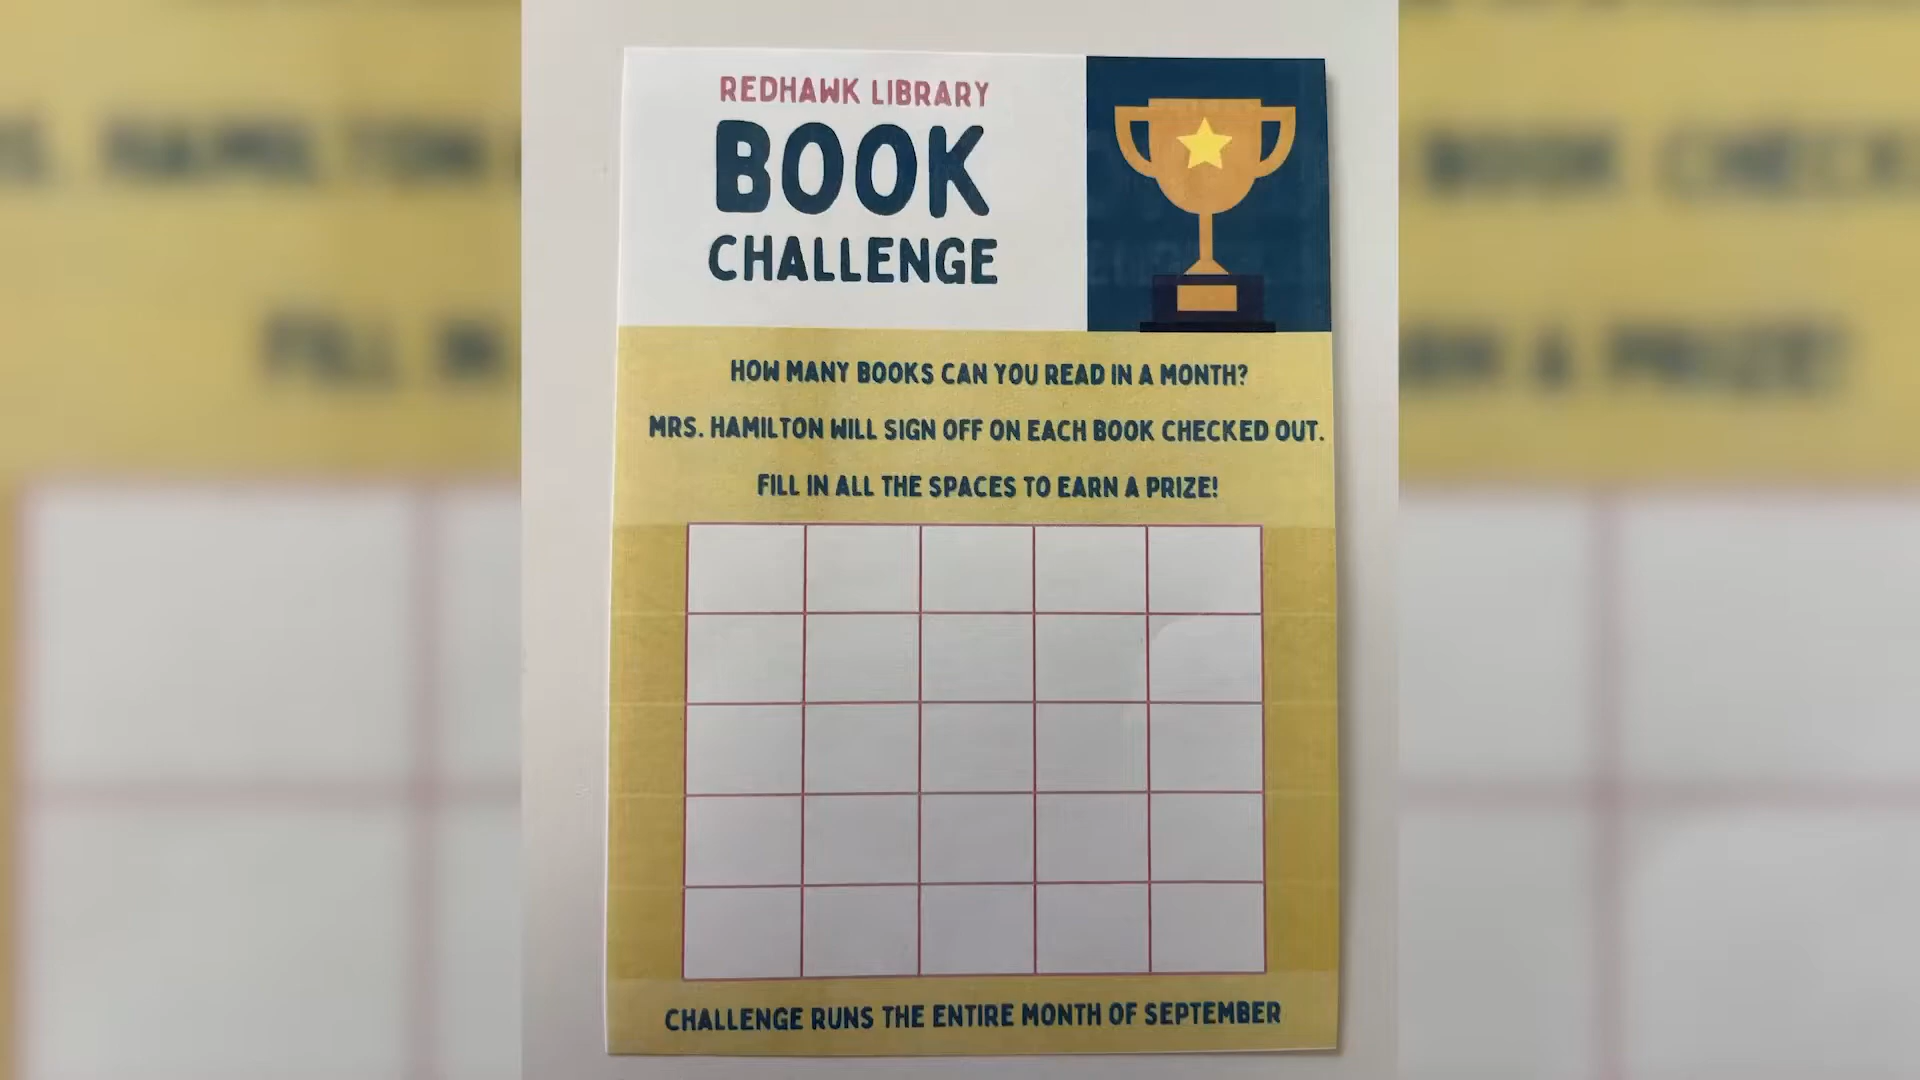 REDHAWK LIBRARY
BOOK
CHALLENGE
HOW MANY BOOKS CAN YOU READ IN A MONTH?
MRS. HAMILTON WILL SIGN OFF ON EACH BOOK CHECKED OUT.
FILL IN ALL THE SPACES TO EARN A PRIZE!
CHALLENGE RUNS THE ENTIRE MONTH OF SEPTEMBER